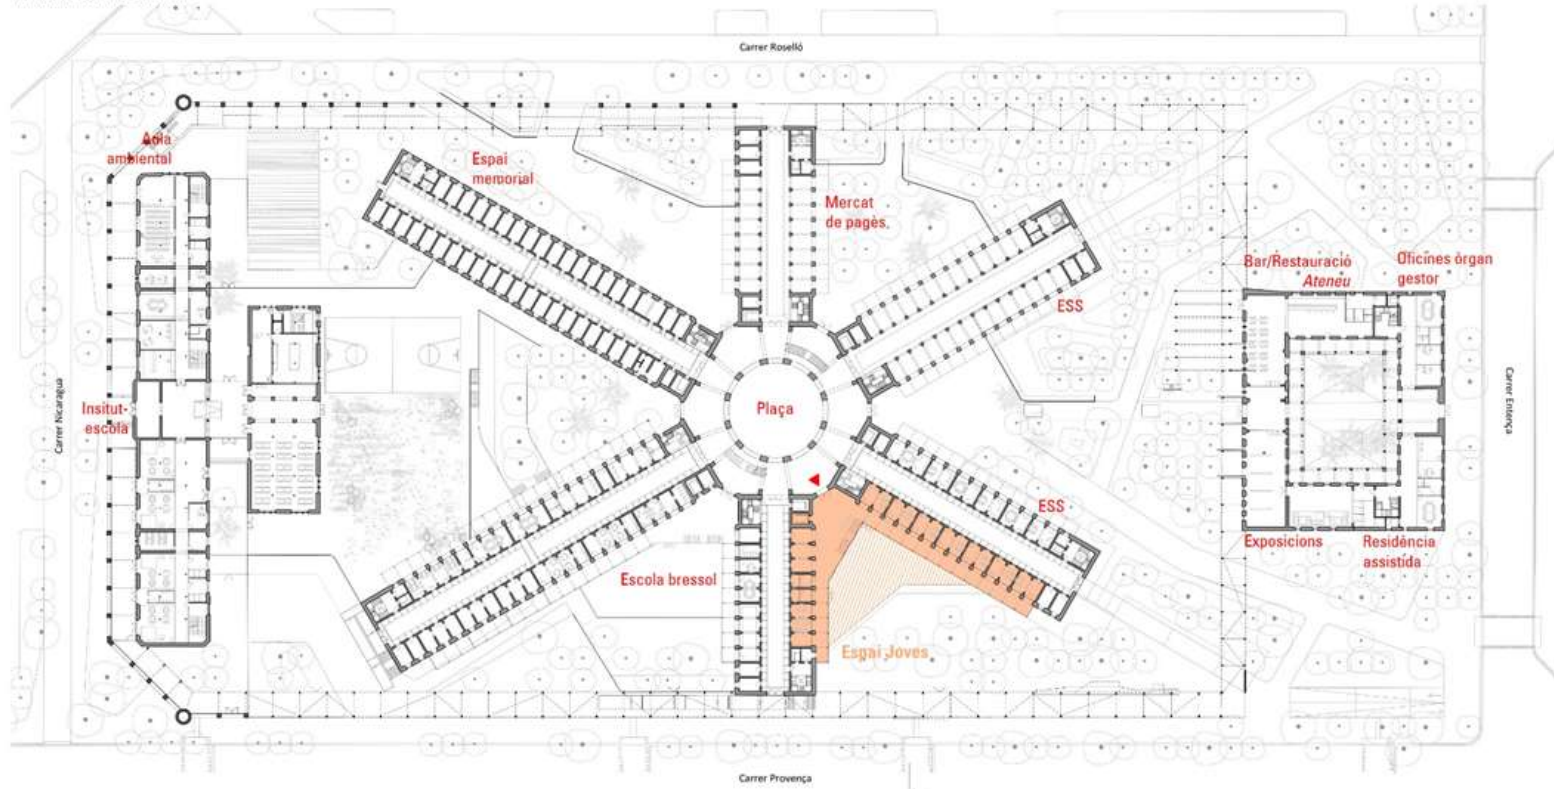 Carrer Roselló
Aula
ambiental
Espai
memorial
Mercat
de pagès
Bar/Restauració
Ateneu
Oficines òrgan
gestor
ESS
Carrer Nicaragua
Insitut-
escola
Plaça
Carrer Entença
ESS
Exposicions
Residència
assistida
Escola bressol
Espai Joves
Carrer Provença